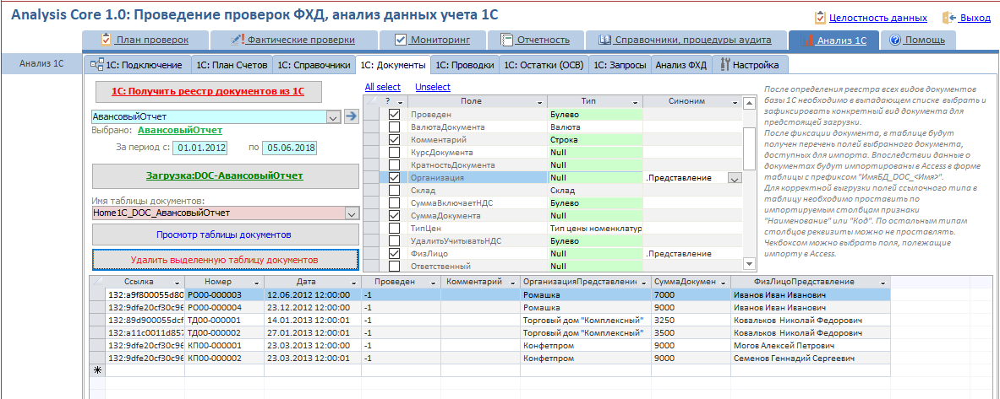 Analysis Core 1.0: Проведение проверок ФХД, анализ данных учета 1С
Целостность данных
Выход
План проверок
Фактические проверки
Мониторинг
Отчетность
Справочники, процедуры аудита
Анализ 1С
Помощь
Анализ 1С
1С: Подключение
1С: План Счетов
1С: Справочники
1С: Документы
1С: Проводки
1С: Остатки (ОСВ)
1С: Запросы
Анализ ФХД
Настройка
1С: Получить реестр документов из 1С
АвансовыйОтчет
Выбрано: АвансовыйОтчет
За период с: 01.01.2012 по 05.06.2018
Загрузка:DOC-АвансовыйОтчет
Имя таблицы документов:
Home1C_DOC_АвансовыйОтчет
Просмотр таблицы документов
Удалить выделенную таблицу документов
All select Unselect
? Поле Тип Синоним
Проведен Булево
ВалютаДокумента Валюта
Комментарий Строка
КурсДокумента Null
КратностьДокумента Null
Организация Null .Представление
Склад Склад
СуммаВключаетНДС Булево
СуммаДокумента Null
ТипЦен Тип цены номенклатур
УдалитьУчитыватьНДС Булево
ФизЛицо Null .Представление
Ответственный Null
После определения реестра всех видов документов
базы 1С необходимо в выпадающем списке выбрать и
зафиксировать конкретный вид документа для
предстоящей загрузки.
После фиксации документа, в таблице будут
получен перечень полей выбранного документа,
доступных для импорта. Впоследствии данные о
документах будут импортированы в Access в форме
таблицы с префиксом "ИмяБД_DOC_<Имя>".
Для корректной выгрузки полей ссылочного типа в
таблицу необходимо проставить по
импортируемым столбцам признаки
"Наименование" или "Код". По остальным типам
столбцов реквизиты можно не проставлять.
Чекбоксом можно выбрать поля, полежащие
импорту в Access.
Ссылка Номер Дата Проведен Комментарий ОрганизацияПредставление СуммаДокумен ФизЛицоПредставление
132:a9f800055d80 РО00-000003 12.06.2012 12:00:00 -1 Ромашка 7000 Иванов Иван Иванович
132:9dfe20cf30c96 РО00-000004 23.12.2012 12:00:00 -1 Ромашка 9000 Иванов Иван Иванович
132:89d900055dcf ТД00-000001 14.01.2013 12:00:01 -1 Торговый дом "Комплексный" 3250 Ковальков Николай Федорович
132:a11c0011d857 ТД00-000002 27.01.2013 12:00:01 -1 Торговый дом "Комплексный" 3500 Ковальков Николай Федорович
132:9dfe20cf30c96 КП00-000001 23.03.2013 12:00:00 -1 Конфетпром 9000 Могов Алексей Петрович
132:9dfe20cf30c96 КП00-000002 23.03.2013 12:00:01 -1 Конфетпром 9000 Семенов Геннадий Сергеевич